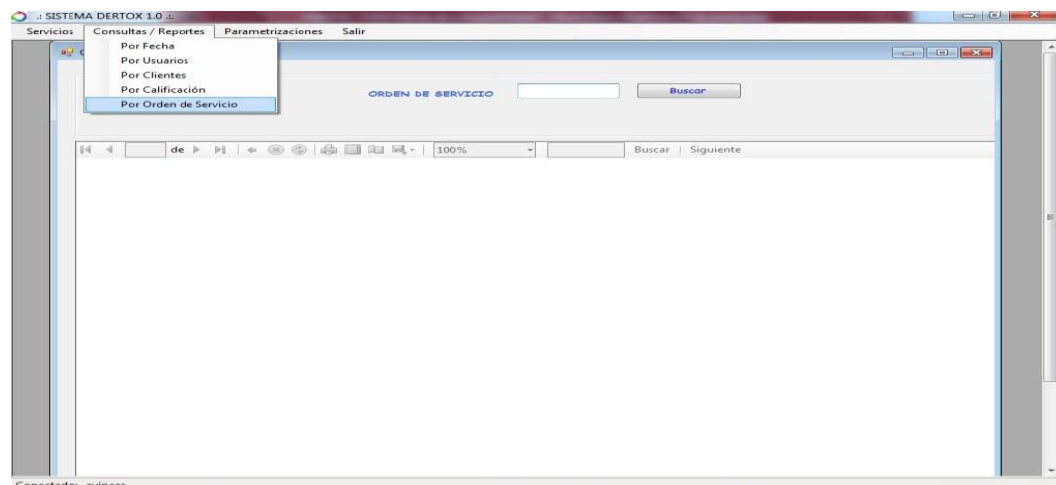 .: SISTEMA DERTOX 1.0 .:.
Servicios Consultas / Reportes Parametrizaciones Salir
Por Fecha
Por Usuarios
Por Clientes
Por Calificación
Por Orden de Servicio
ORDEN DE SERVICIO Buscar
de 100% Buscar | Siguiente